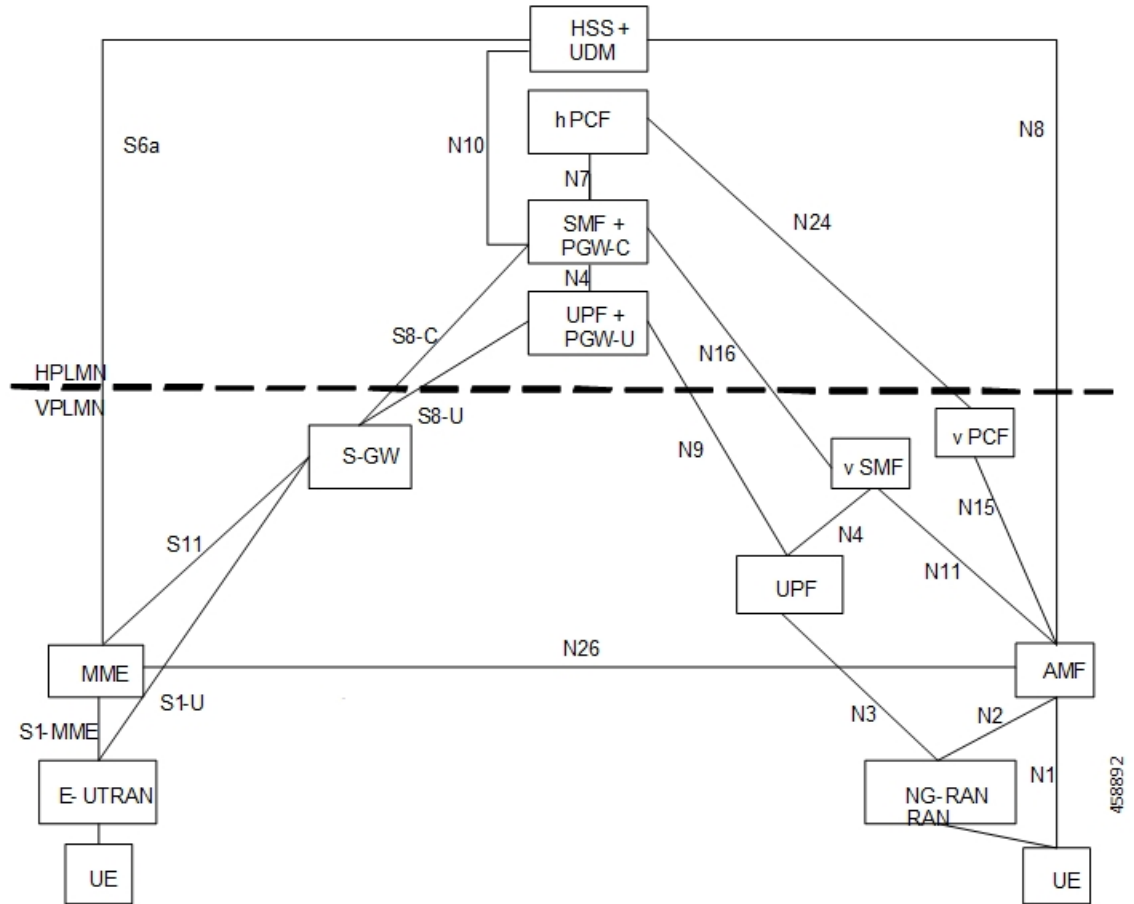 HSS +
UDM
h PCF
S6a
N10
N8
N7
SMF +
PGW-C
N24
N4
UPF +
PGW-U
S8-C
N16
HPLMN
VPLMN
S8-U
v PCF
S-GW
N9
v SMF
N15
S11
N4
N11
UPF
N26
MME
AMF
S1-U
N3
N2
S1-MME
N1
E- UTRAN
NG-RAN
RAN
458892
UE
UE